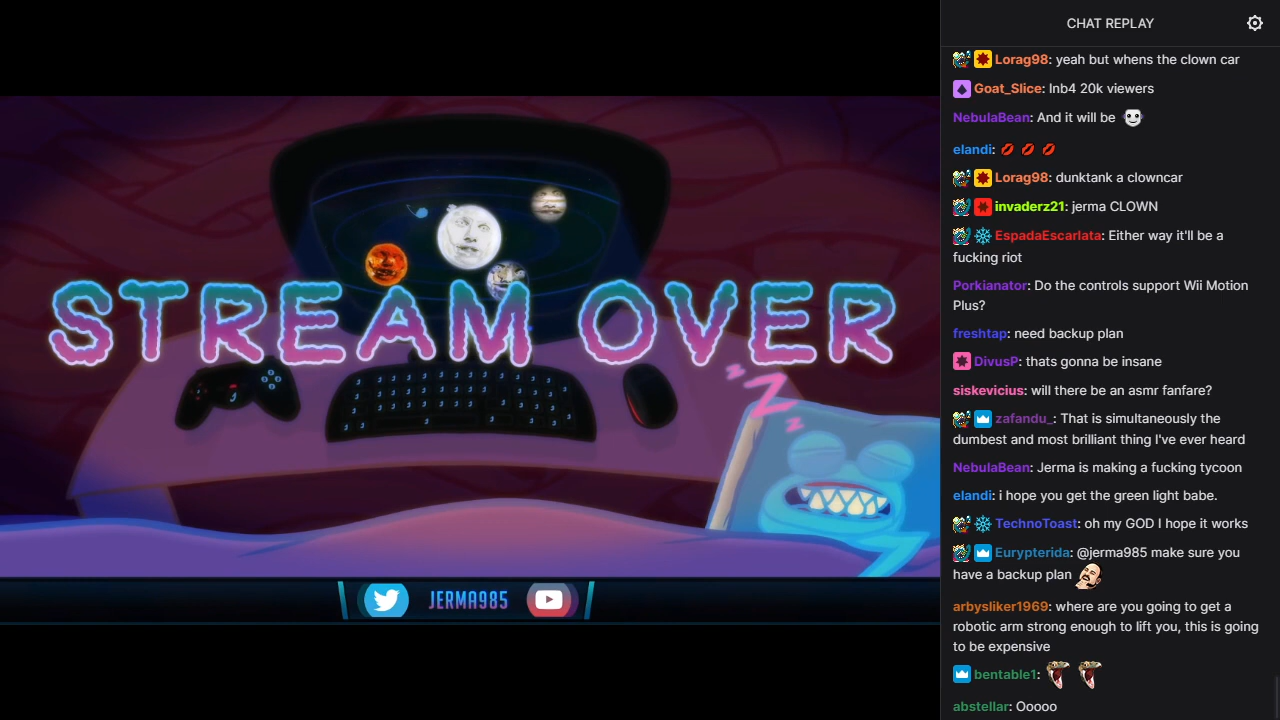 CHAT REPLAY
Lorag98: yeah but whens the clown car
Goat_Slice: Inb4 20k viewers
NebulaBean: And it will be
elandi:
Lorag98: dunktank a clowncar
invaderz21: jerma CLOWN
EspadaEscarlata: Either way it'll be a
fucking riot
Porkianator: Do the controls support Wii Motion
Plus?
freshtap: need backup plan
DivusP: thats gonna be insane
siskevicius: will there be an asmr fanfare?
zafandu_: That is simultaneously the
dumbest and most brilliant thing I've ever heard
NebulaBean: Jerma is making a fucking tycoon
elandi: i hope you get the green light babe.
TechnoToast: oh my GOD I hope it works
Eurypterida: @jerma985 make sure you
have a backup plan
arbysliker1969: where are you going to get a
robotic arm strong enough to lift you, this is going
to be expensive
bentable1:
abstellar: Ooooo
STREAM OVER
z
Z
z
JERMA985